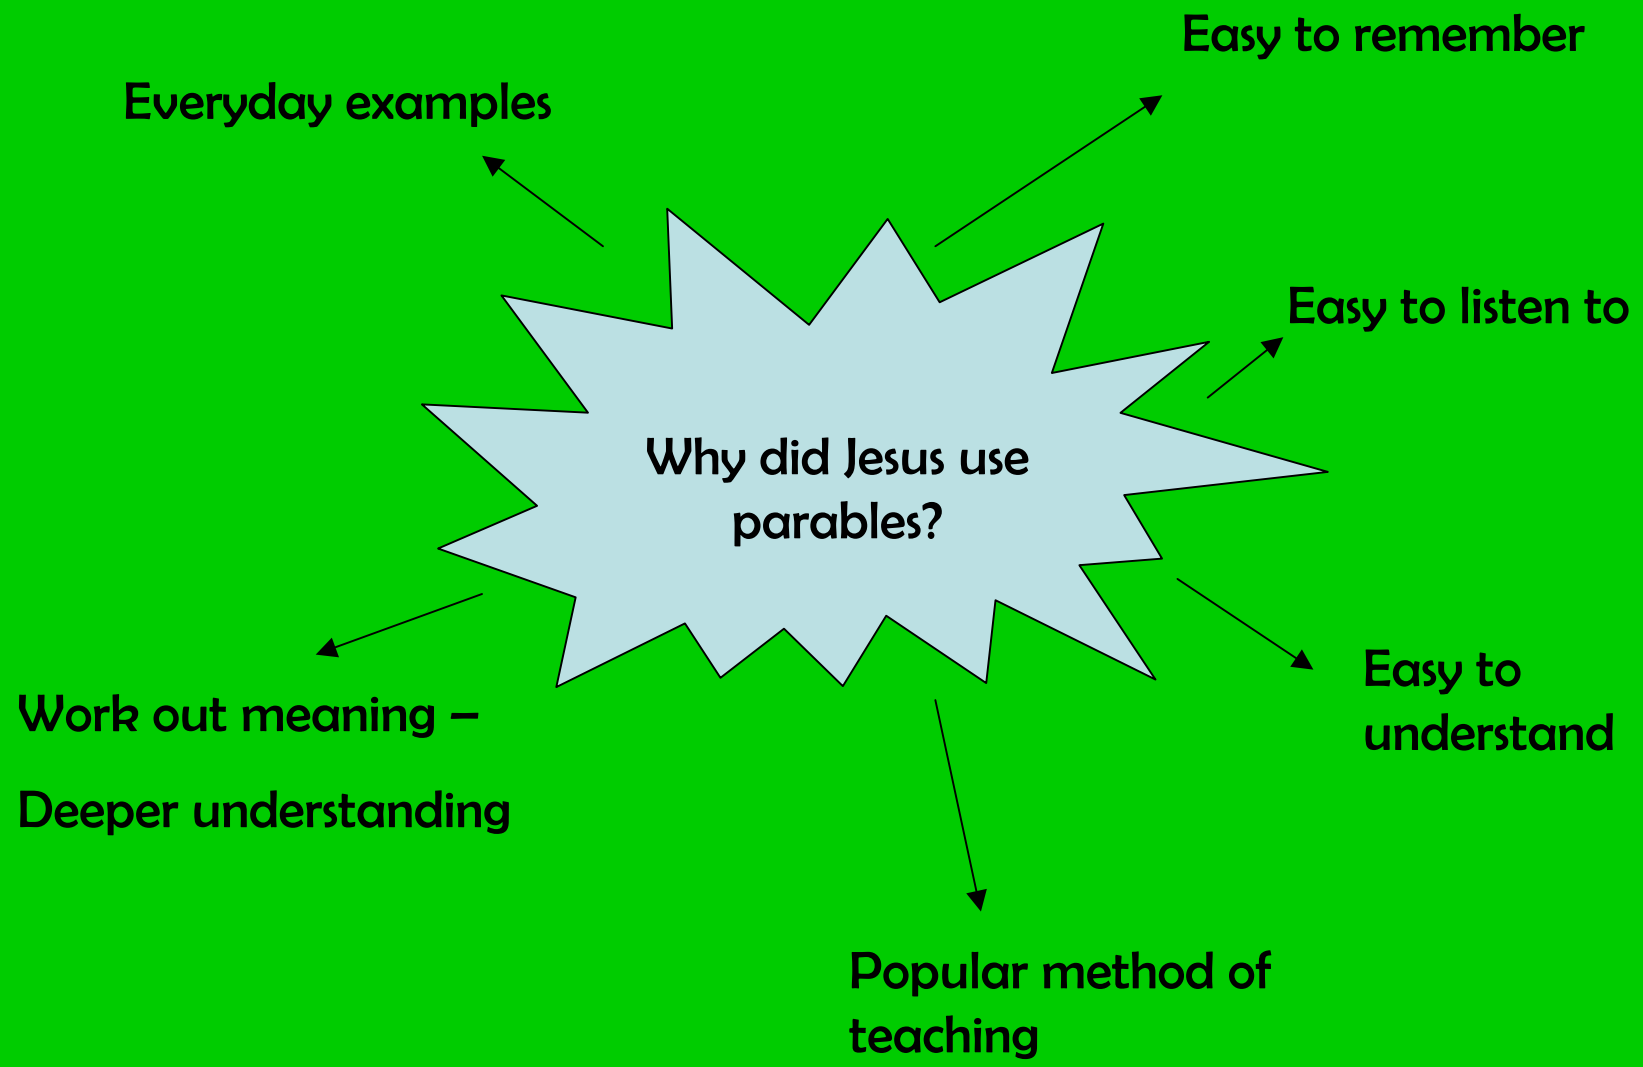 Easy to remember
Everyday examples
Easy to listen to
Why did Jesus use
parables?
Easy to
understand
Work out meaning –
Deeper understanding
Popular method of
teaching